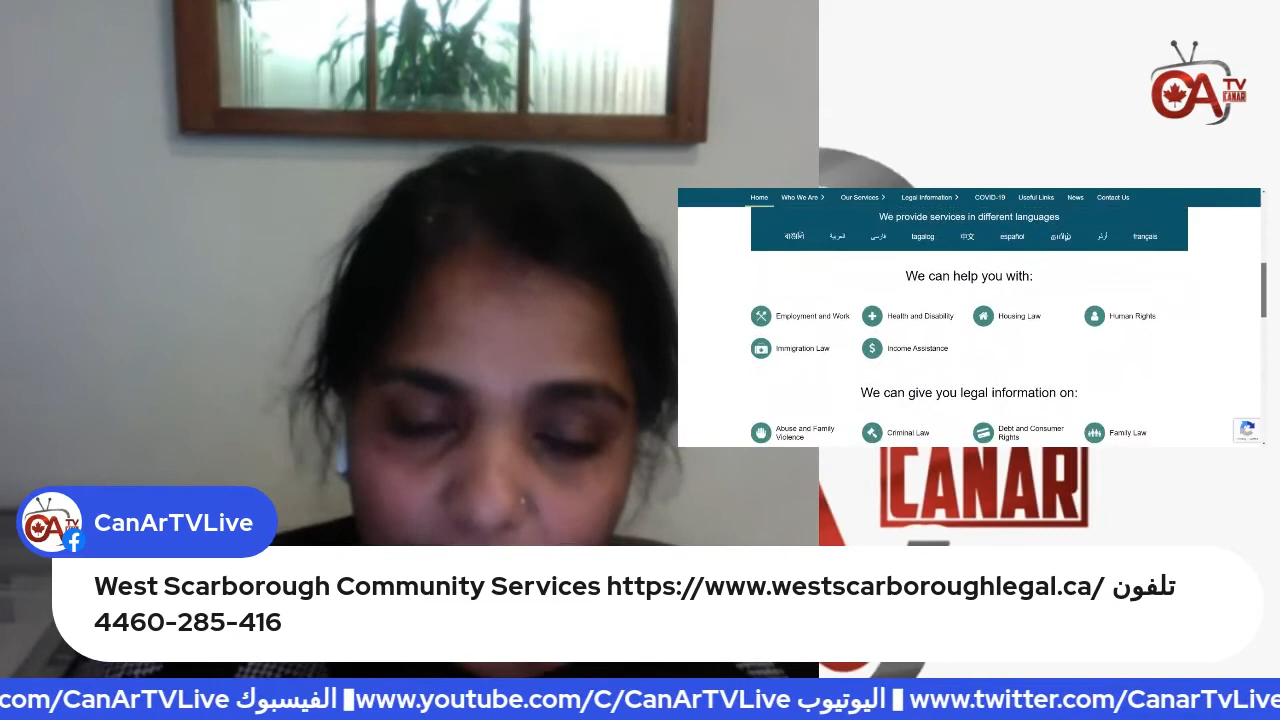 CA TV
CANAR
Home Who We Are Our Services Legal Information COVID-19 Useful Links News Contact Us
We provide services in different languages
বাঙালি العربية فارسی tagalog 中文 español தமிழ் أردو français
We can help you with:
Employment and Work Health and Disability Housing Law Human Rights
Immigration Law Income Assistance
We can give you legal information on:
Abuse and Family Violence Criminal Law Debt and Consumer Rights Family Law
CANAR
CanArTVLive
West Scarborough Community Services https://www.westscarboroughlegal.ca/ تلفون
4460-285-416
com/CanArTVLive الفيسبوك www.youtube.com/C/CanArTVLive اليوتيوب www.twitter.com/CanarTvLive